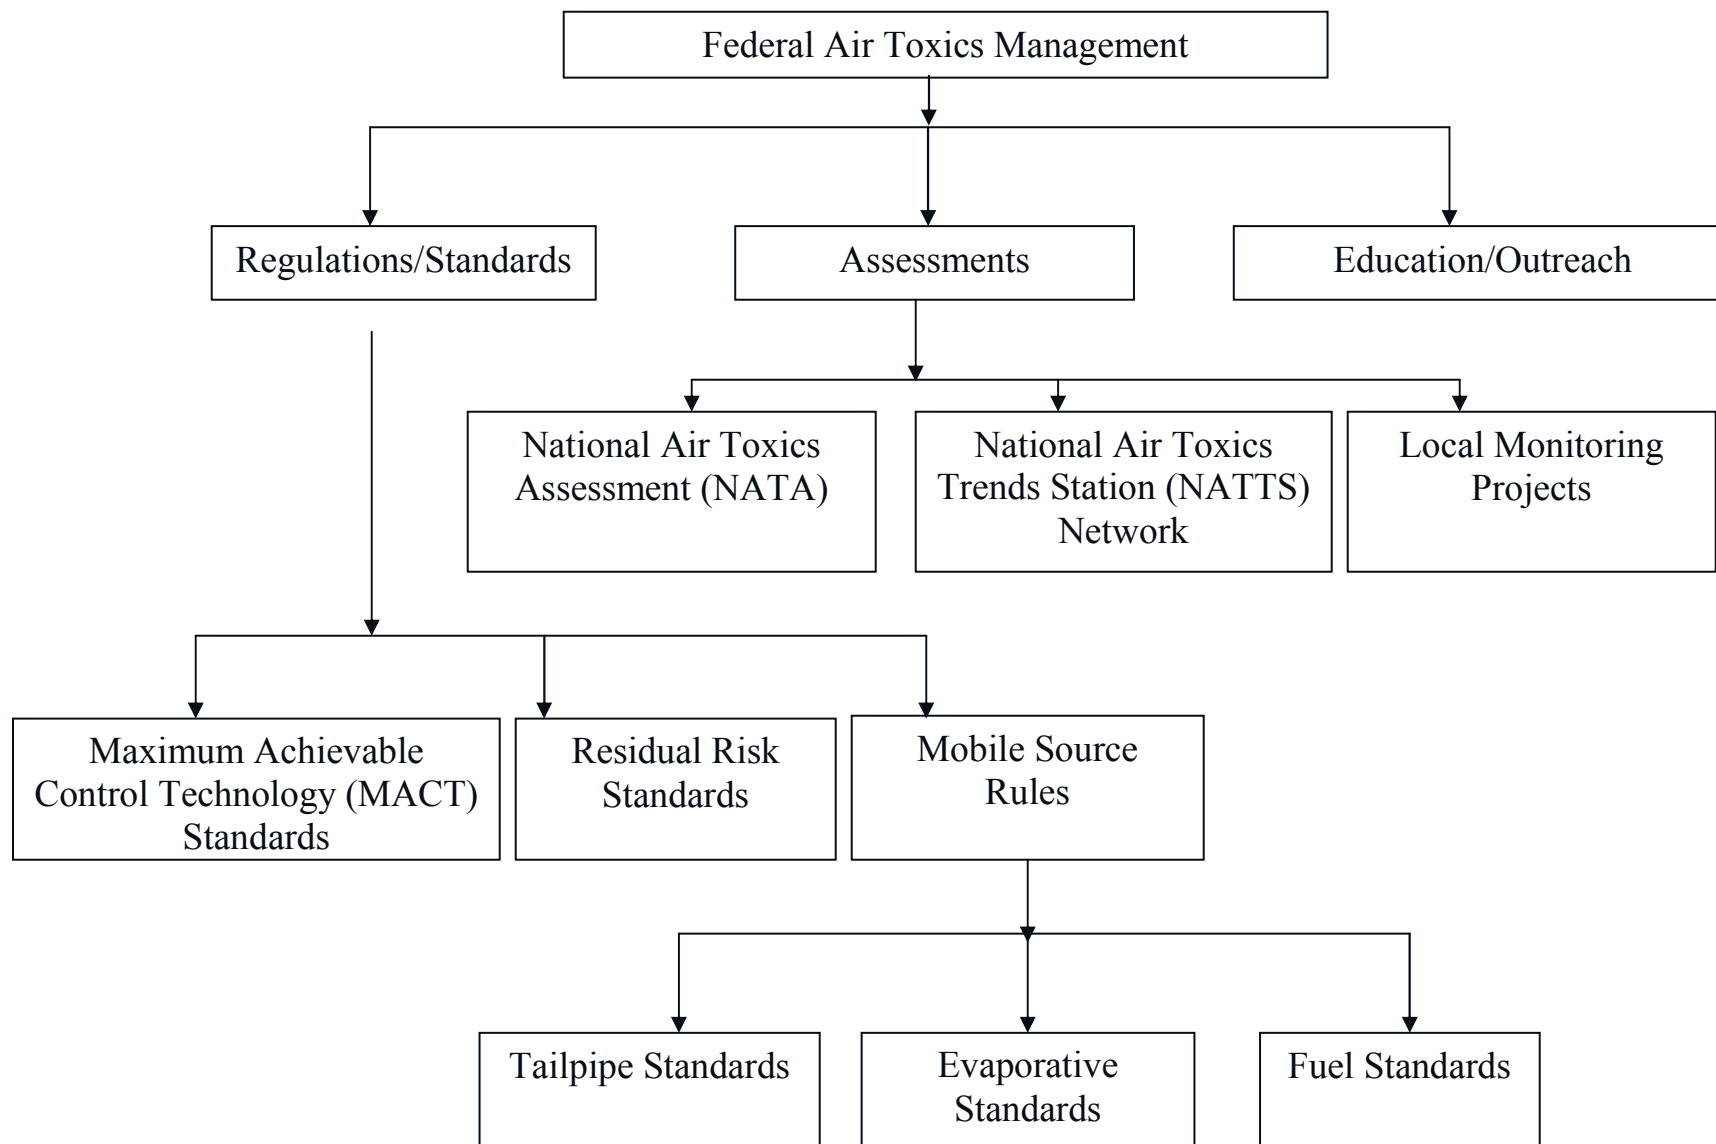 Federal Air Toxics Management
Regulations/Standards
Assessments
Education/Outreach
National Air Toxics
Assessment (NATA)
National Air Toxics
Trends Station (NATTS)
Network
Local Monitoring
Projects
Maximum Achievable
Control Technology (MACT)
Standards
Residual Risk
Standards
Mobile Source
Rules
Tailpipe Standards
Evaporative
Standards
Fuel Standards